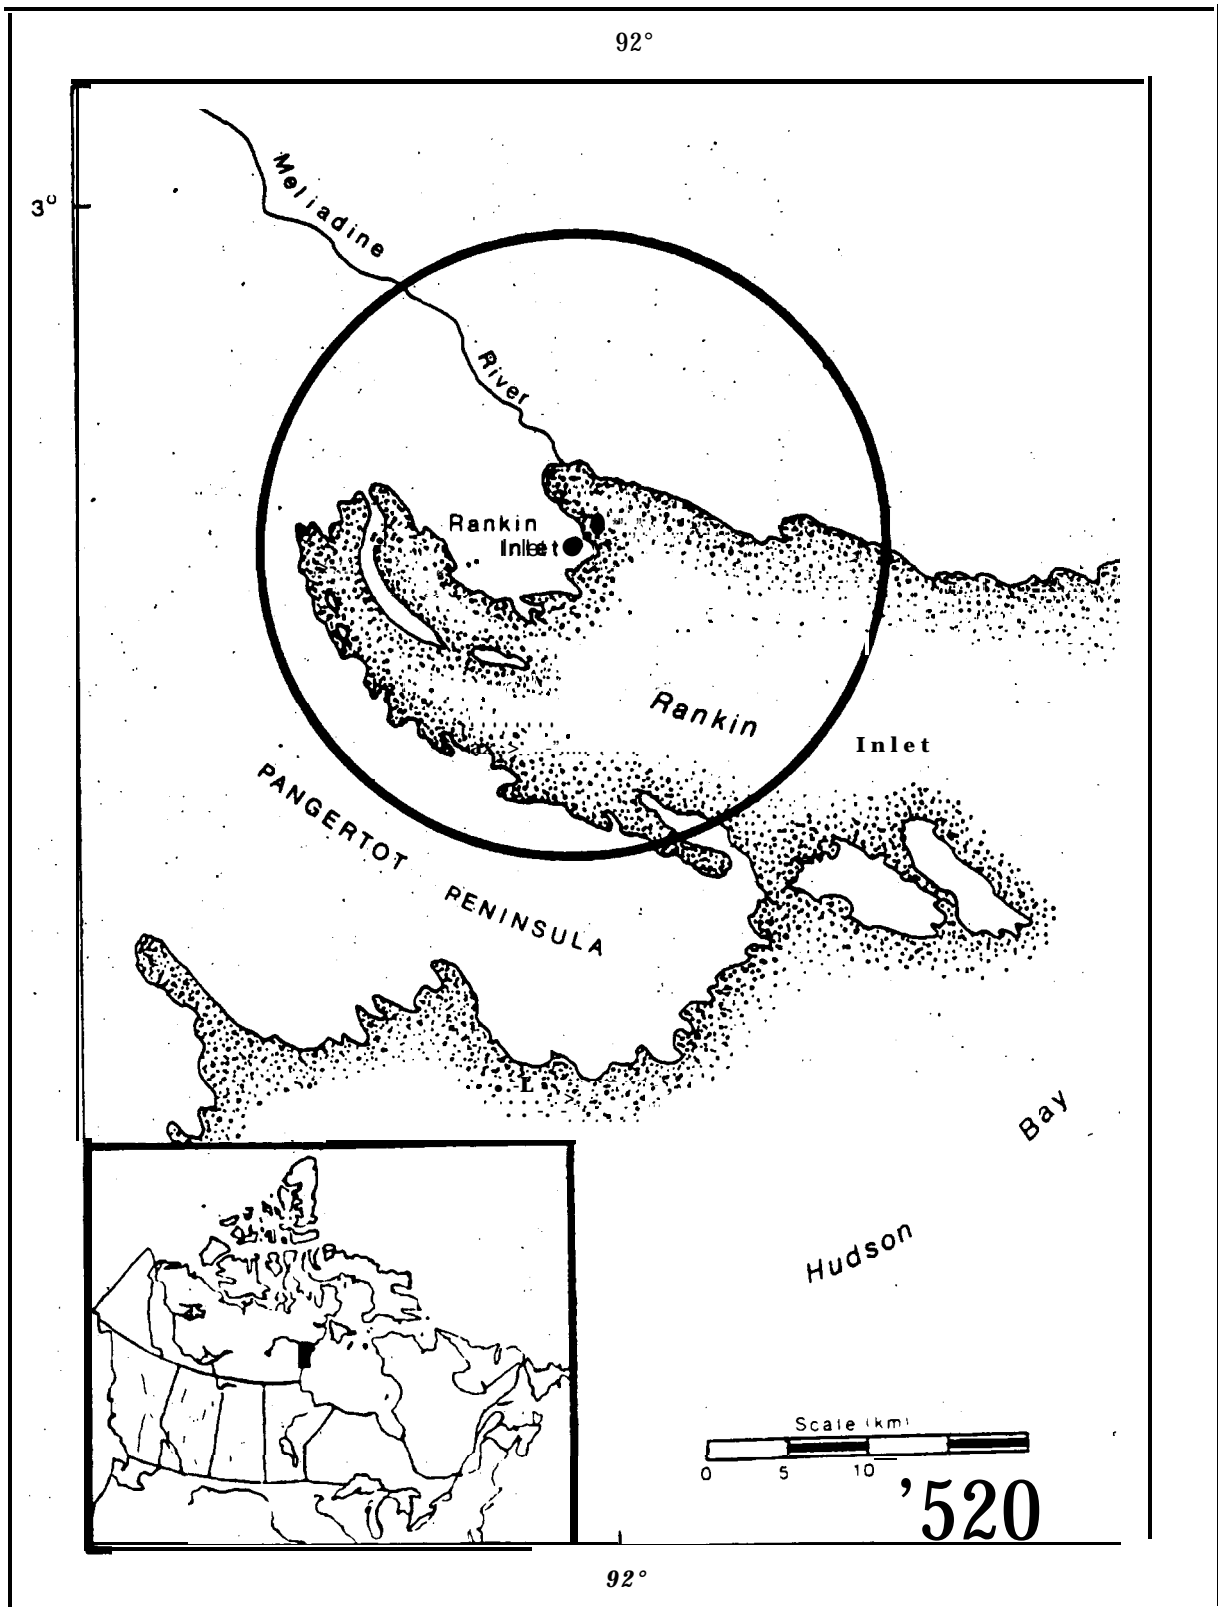 92°
3°
Meliadine
River
Rankin
Inlet
Rankin
Inlet
PANGERTOT PENINSULA
L
Bay
Hudson
Scale (km)
0 5 10
'520
92°